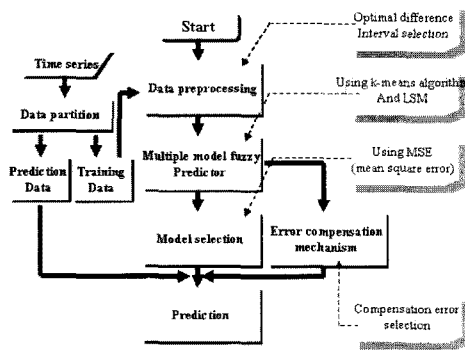 Start
Optimal difference
Interval selection
Time series
Data preprocessing
Using k-means algorithm
And LSM
Data partition
Prediction
Data
Training
Data
Multiple model fuzzy
Predictor
Using MSE
(mean square error)
Model selection
Error compensation
mechanism
Prediction
Compensation error
selection